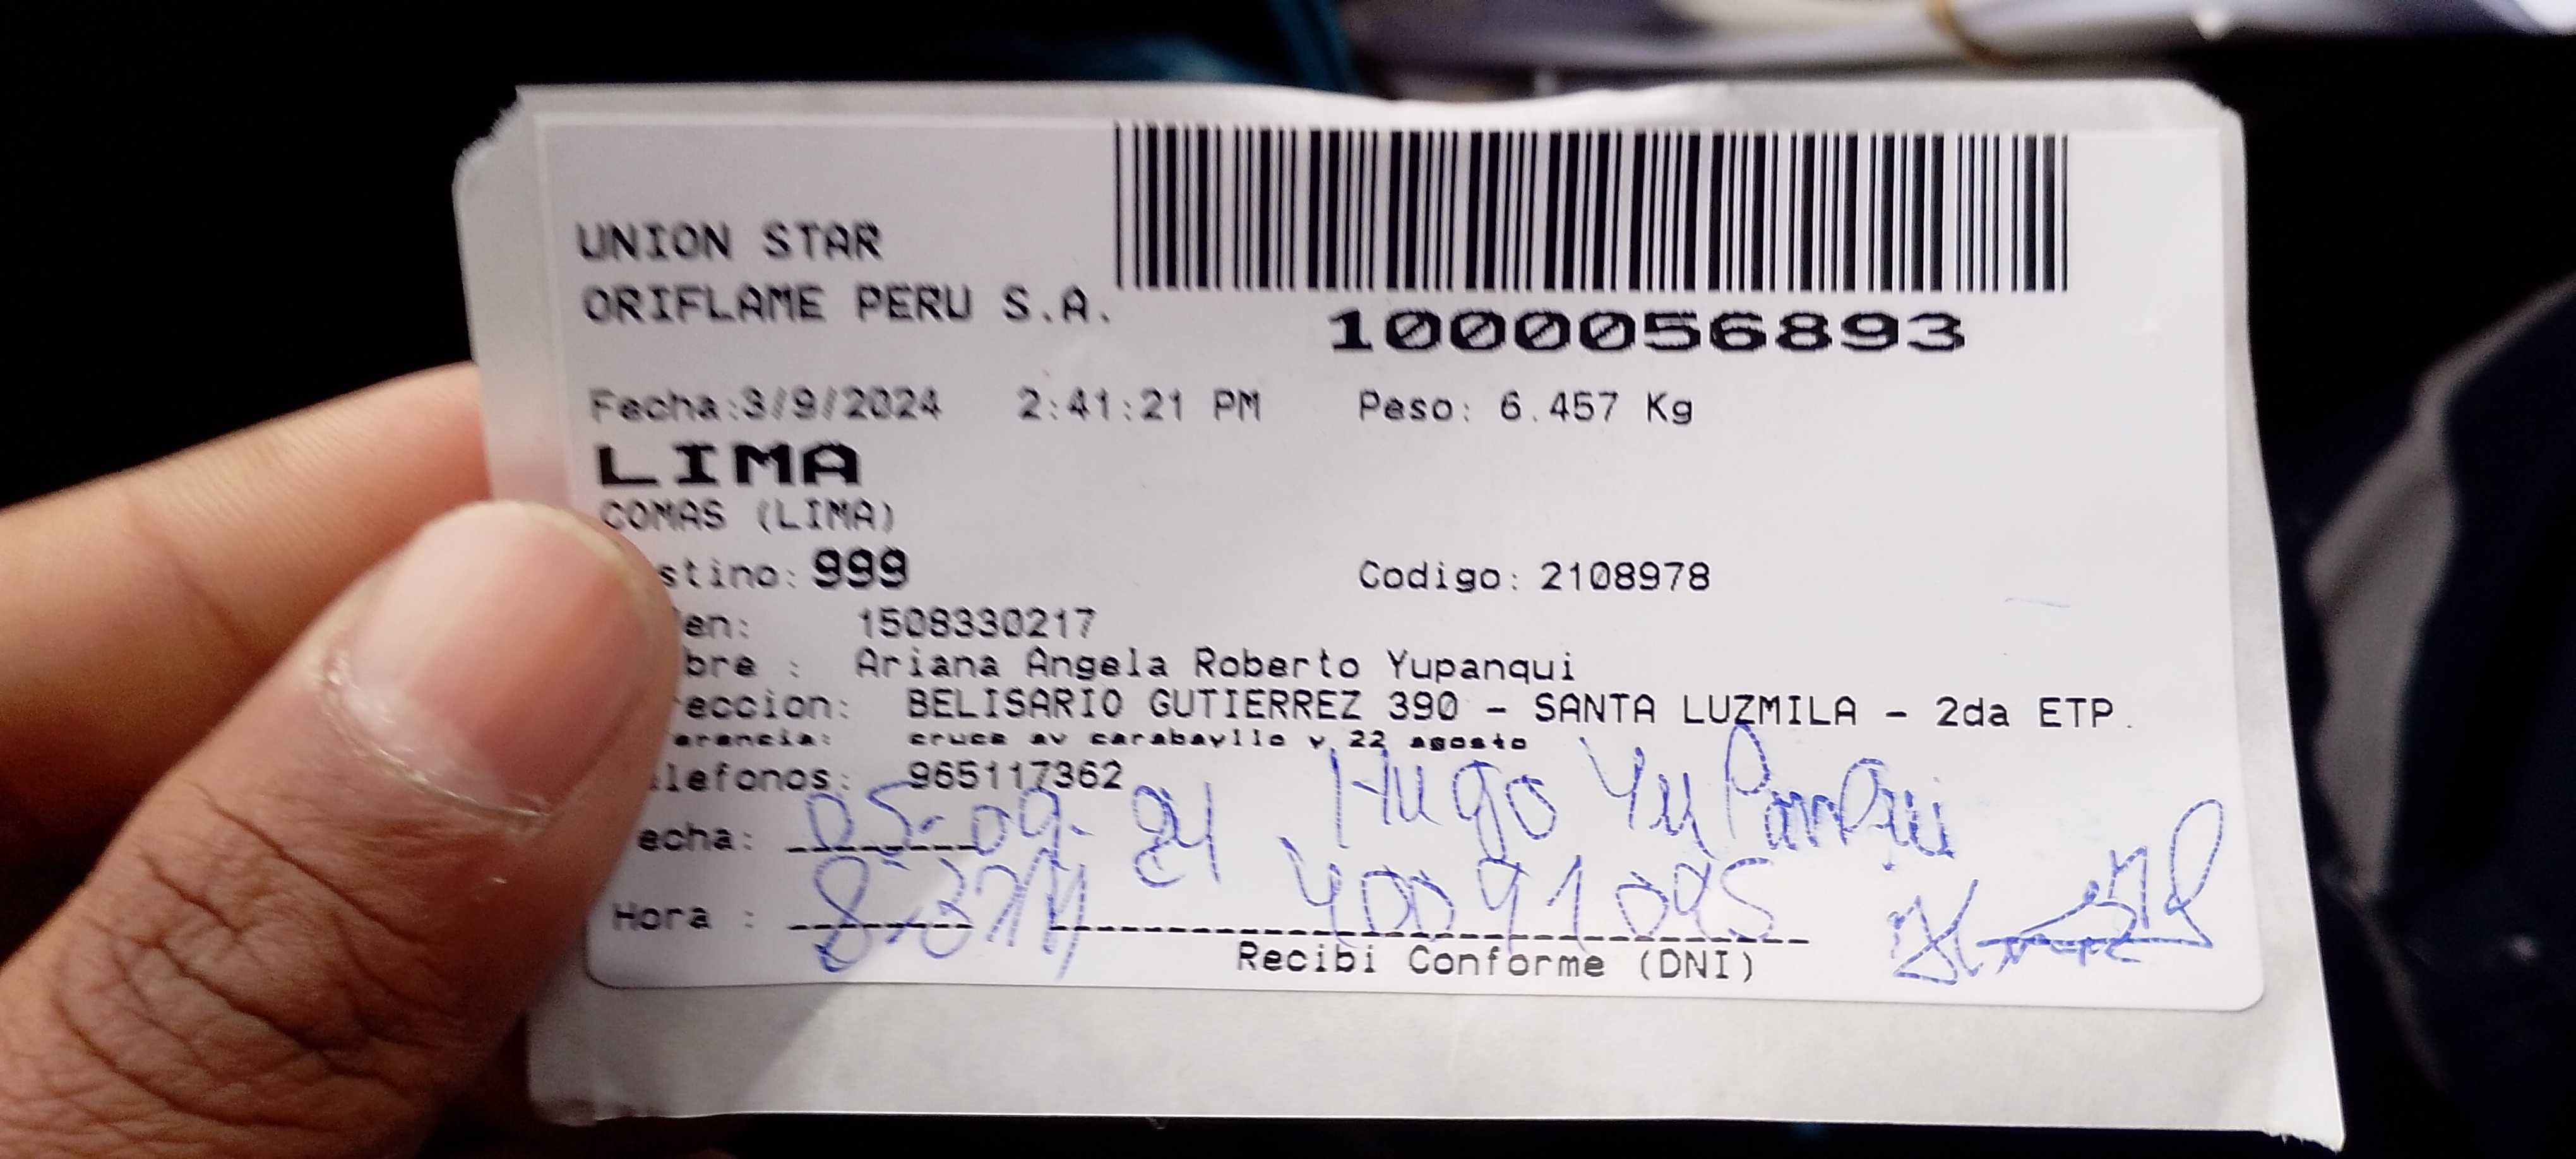 UNION STAR
ORIFLAME PERU S.A.
1000056893
Fecha:3/9/2024 2:41:21 PM Peso: 6.457 Kg
LIMA
COMAS (LIMA)
stino: 999 Codigo: 2108978
en: 1508330217
bre : Ariana Angela Roberto Yupanqui
eccion: BELISARIO GUTIERREZ 390 - SANTA LUZMILA - 2da ETP.
erencia: cruce av carabayllo y 22 agosto
lefonos: 965117362
Hugo Yupanqui
echa: 05-09-24
Hora :
Recibi Conforme (DNI)